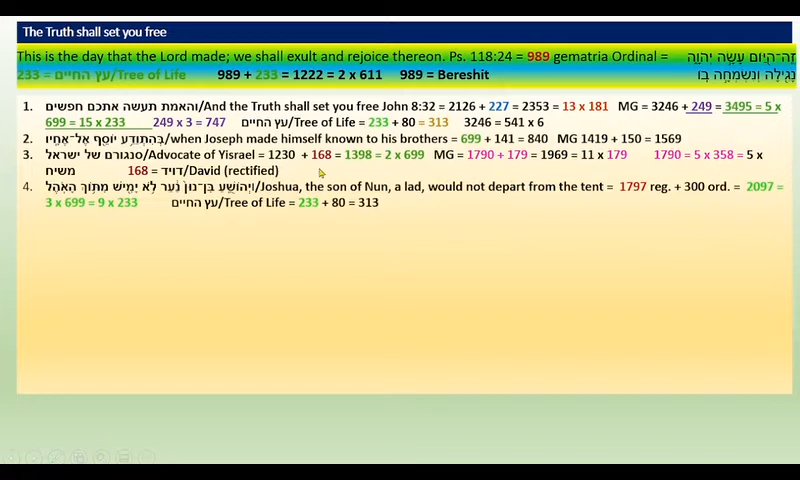 The Truth shall set you free
This is the day that the Lord made; we shall exult and rejoice thereon. Ps. 118:24 = 989 gematria Ordinal = זֶה־הַ֭יּוֹם עָשָׂ֣ה יְהוָ֑ה
233 = עץ החיים/Tree of Life 989 + 233 = 1222 = 2 x 611 989 = Bereshit נָגִ֖ילָה וְנִשְׂמְחָ֣ה בֽוֹ
1. והאמת תעשה אתכם חפשים/And the Truth shall set you free John 8:32 = 2126 + 227 = 2353 = 13 x 181 MG = 3246 + 249 = 3495 = 5 x
699 = 15 x 233 249 x 3 = 747 עץ החיים/Tree of Life = 233 + 80 = 313 3246 = 541 x 6
2. בְּהִתְוַדַּ֥ע יוֹסֵ֖ף אֶל־אֶחָֽיו/when Joseph made himself known to his brothers = 699 + 141 = 840 MG 1419 + 150 = 1569
3. סנגורם של ישראל/Advocate of Yisrael = 1230 + 168 = 1398 = 2 x 699 MG = 1790 + 179 = 1969 = 11 x 179 1790 = 5 x 358 = 5 x
משיח 168 = דויד/David (rectified)
4. וִיהוֹשֻׁ֤עַ בִּן־נוּן֙ נַ֔עַר לֹ֥א יָמִ֖ישׁ מִתּ֥וֹךְ הָאֹֽהֶל/Joshua, the son of Nun, a lad, would not depart from the tent = 1797 reg. + 300 ord. = 2097 =
3 x 699 = 9 x 233 עץ החיים/Tree of Life = 233 + 80 = 313